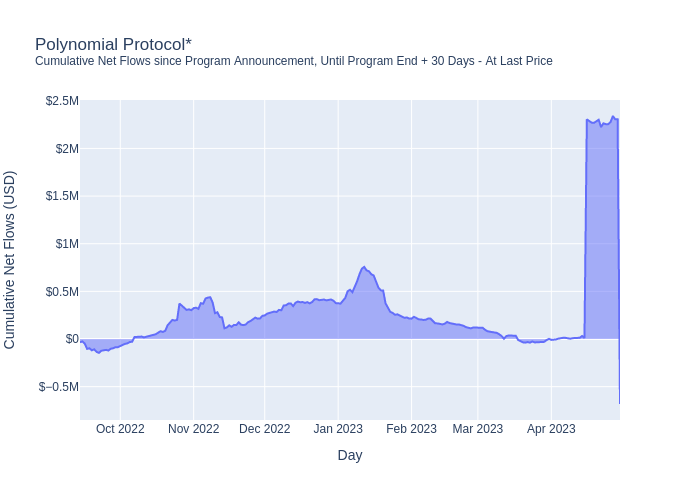 Polynomial Protocol*
Cumulative Net Flows since Program Announcement, Until Program End + 30 Days - At Last Price
Cumulative Net Flows (USD)
$2.5M
$2M
$1.5M
$1M
$0.5M
$0
$−0.5M
Oct 2022
Nov 2022
Dec 2022
Jan 2023
Feb 2023
Mar 2023
Apr 2023
Day